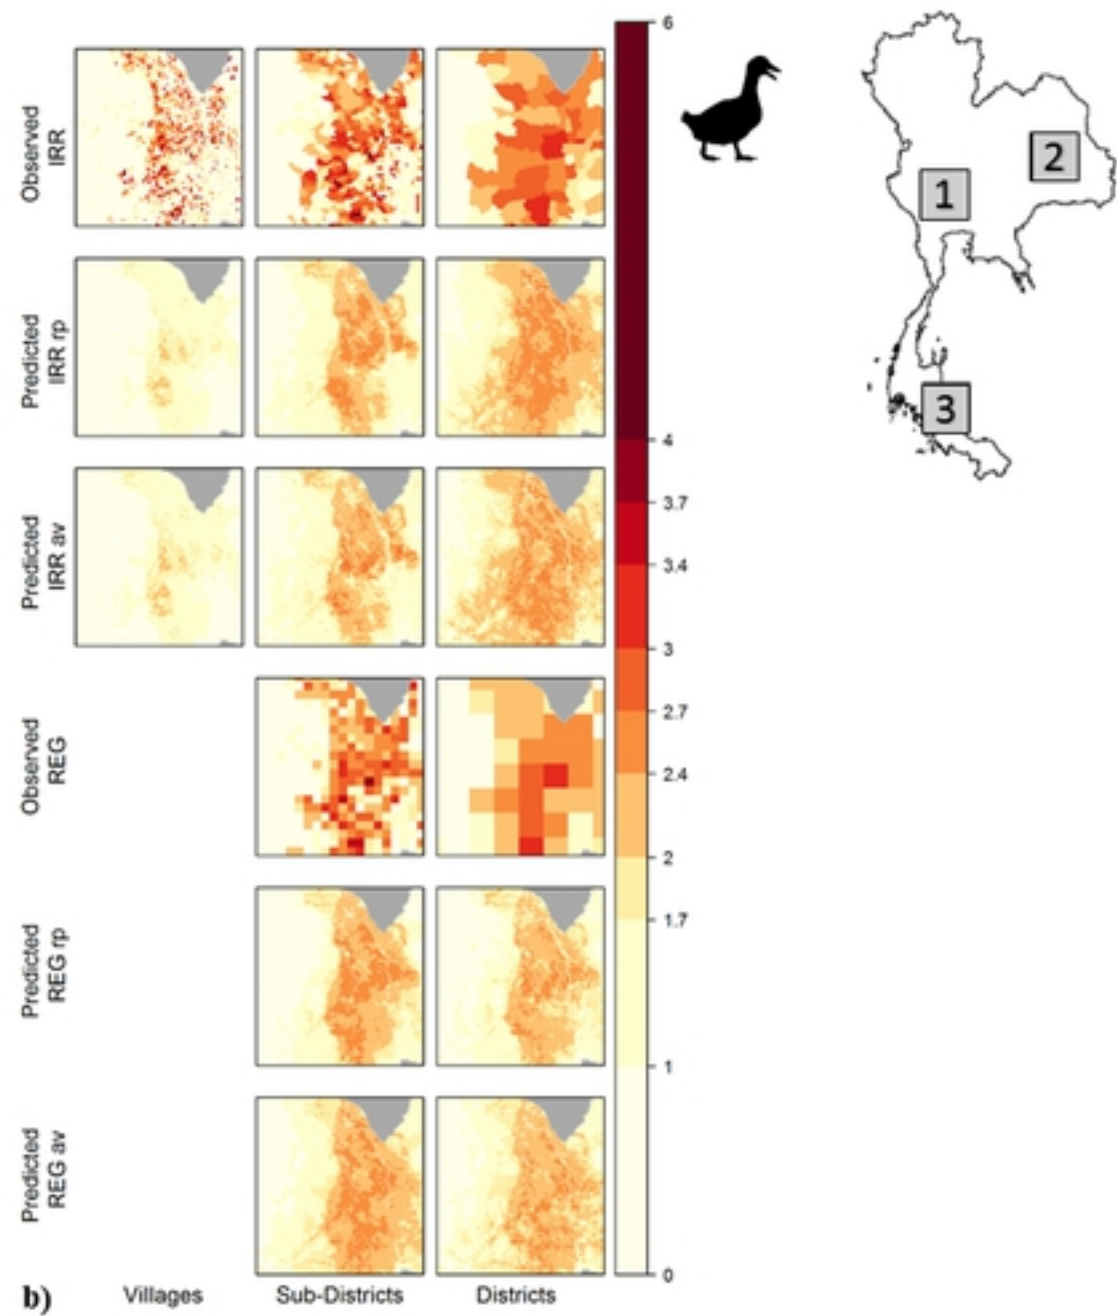 6
Observed
IRR
1
2
3
Predicted
IRR rp
4
3.7
3.4
3
2.7
2.4
2
1.7
1
0
Predicted
IRR av
Observed
REG
Predicted
REG rp
Predicted
REG av
b)
Villages
Sub-Districts
Districts